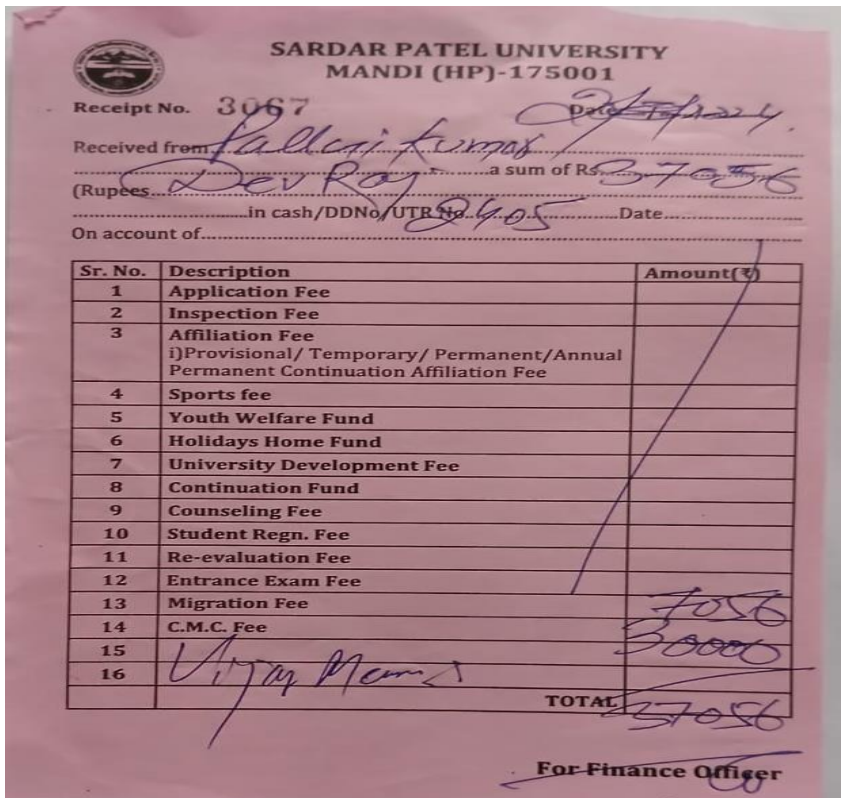 SARDAR PATEL UNIVERSITY
MANDI (HP)-175001
Receipt No. 3067 Date
Received from Pallavi Kumar
a sum of Rs. 37056
(Rupees Dev Raj
in cash/DDNo/UTR No. 2405 Date
On account of
Sr. No. Description Amount(₹)
1 Application Fee
2 Inspection Fee
3 Affiliation Fee
i)Provisional/ Temporary/ Permanent/Annual
Permanent Continuation Affiliation Fee
4 Sports fee
5 Youth Welfare Fund
6 Holidays Home Fund
7 University Development Fee
8 Continuation Fund
9 Counseling Fee
10 Student Regn. Fee
11 Re-evaluation Fee
12 Entrance Exam Fee
13 Migration Fee 7056
14 C.M.C. Fee 30000
15
16
TOTAL 37056
For Finance Officer